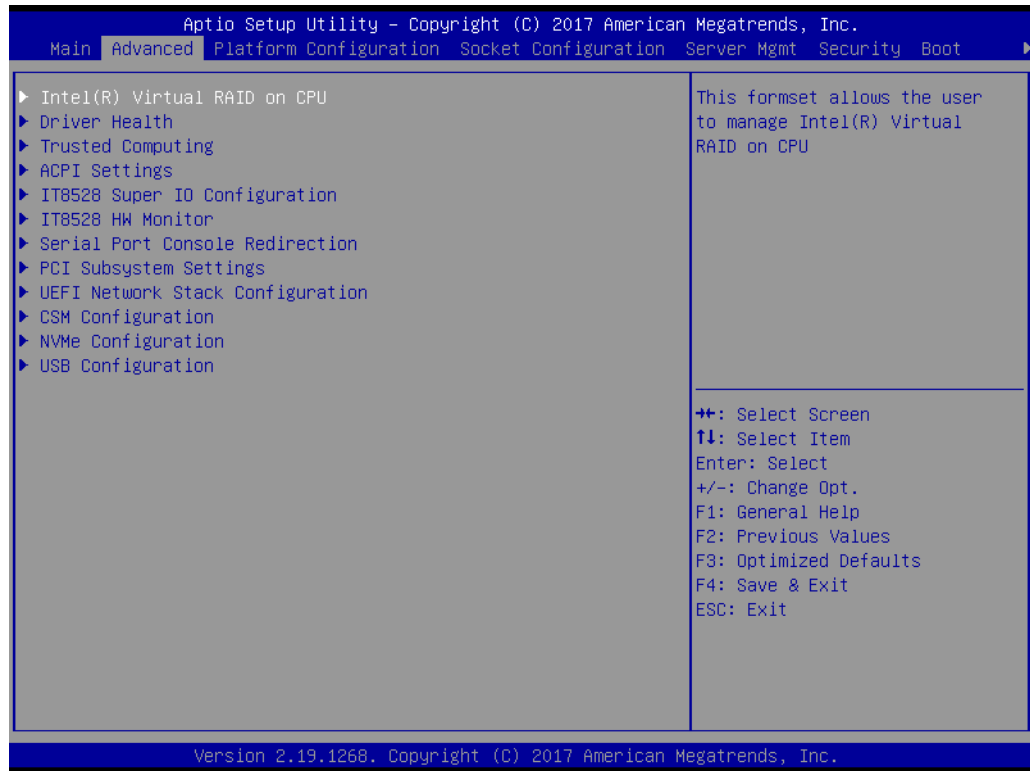 Aptio Setup Utility – Copyright (C) 2017 American Megatrends, Inc.
Main Advanced Platform Configuration Socket Configuration Server Mgmt Security Boot
Intel(R) Virtual RAID on CPU
Driver Health
Trusted Computing
ACPI Settings
IT8528 Super IO Configuration
IT8528 HW Monitor
Serial Port Console Redirection
PCI Subsystem Settings
UEFI Network Stack Configuration
CSM Configuration
NVMe Configuration
USB Configuration
This formset allows the user
to manage Intel(R) Virtual
RAID on CPU
→←: Select Screen
↑↓: Select Item
Enter: Select
+/-: Change Opt.
F1: General Help
F2: Previous Values
F3: Optimized Defaults
F4: Save & Exit
ESC: Exit
Version 2.19.1268. Copyright (C) 2017 American Megatrends, Inc.